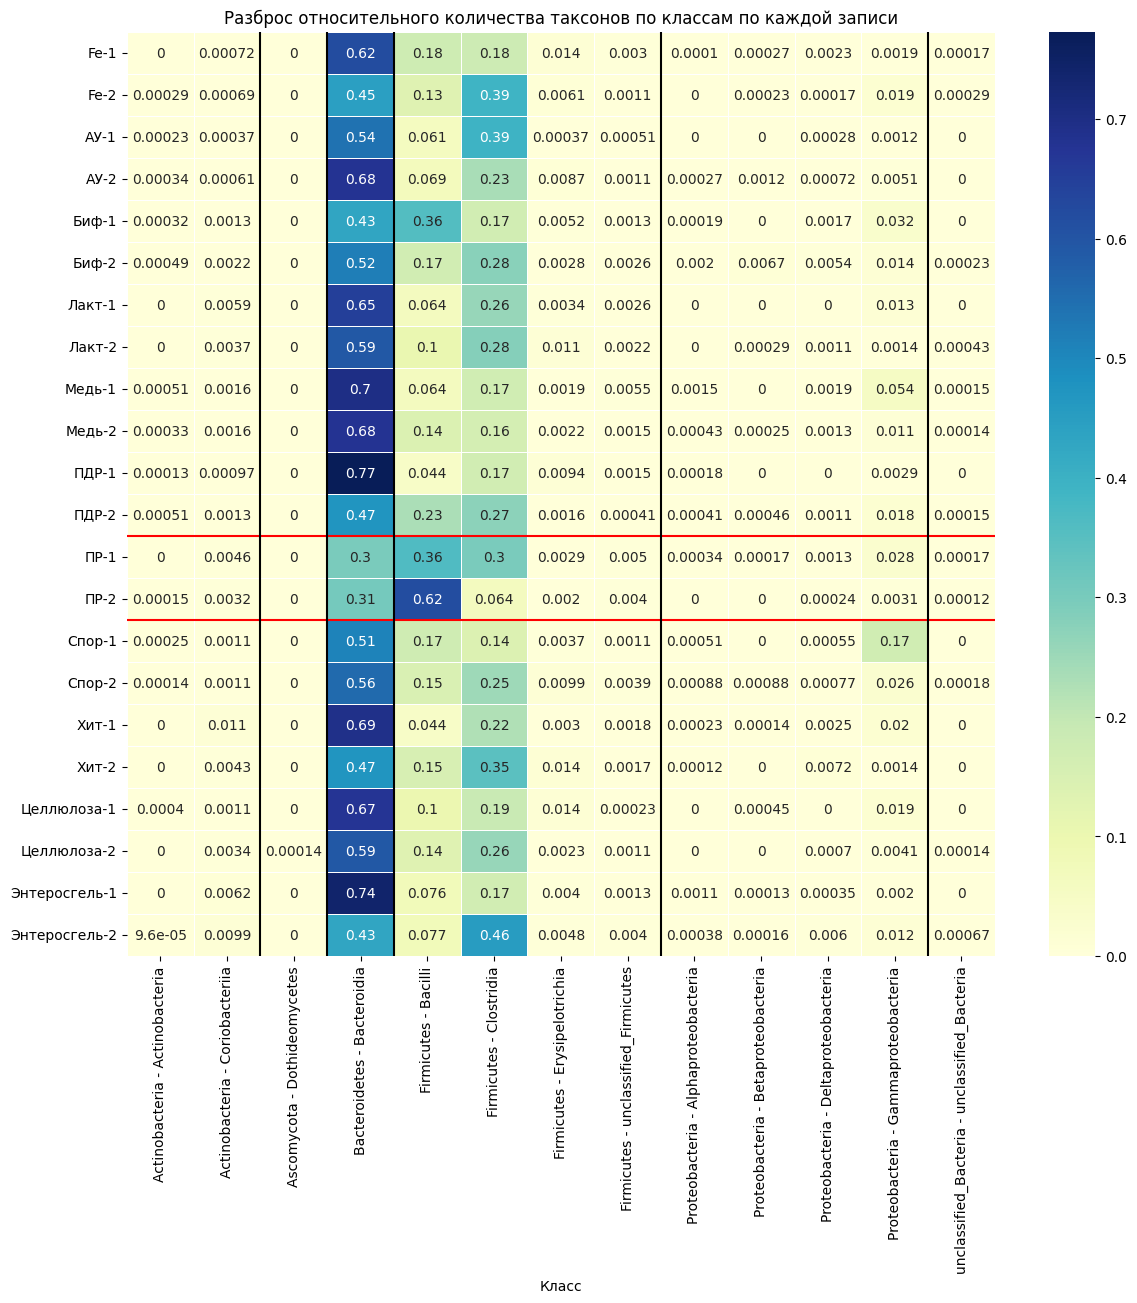 Разброс относительного количества таксонов по классам по каждой записи
Fe-1 0 0.00072 0 0.62 0.18 0.18 0.014 0.003 0.0001 0.00027 0.0023 0.0019 0.00017
Fe-2 0.00029 0.00069 0 0.45 0.13 0.39 0.0061 0.0011 0 0.00023 0.00017 0.019 0.00029
АУ-1 0.00023 0.00037 0 0.54 0.061 0.39 0.00037 0.00051 0 0 0.00028 0.0012 0
АУ-2 0.00034 0.00061 0 0.68 0.069 0.23 0.0087 0.0011 0.00027 0.0012 0.00072 0.0051 0
Биф-1 0.00032 0.0013 0 0.43 0.36 0.17 0.0052 0.0013 0.00019 0 0.0017 0.032 0
Биф-2 0.00049 0.0022 0 0.52 0.17 0.28 0.0028 0.0026 0.002 0.0067 0.0054 0.014 0.00023
Лакт-1 0 0.0059 0 0.65 0.064 0.26 0.0034 0.0026 0 0 0 0.013 0
Лакт-2 0 0.0037 0 0.59 0.1 0.28 0.011 0.0022 0 0.00029 0.0011 0.0014 0.00043
Медь-1 0.00051 0.0016 0 0.7 0.064 0.17 0.0019 0.0055 0.0015 0 0.0019 0.054 0.00015
Медь-2 0.00033 0.0016 0 0.68 0.14 0.16 0.0022 0.0015 0.00043 0.00025 0.0013 0.011 0.00014
ПДР-1 0.00013 0.00097 0 0.77 0.044 0.17 0.0094 0.0015 0.00018 0 0 0.0029 0
ПДР-2 0.00051 0.0013 0 0.47 0.23 0.27 0.0016 0.00041 0.00041 0.00046 0.0011 0.018 0.00015
ПР-1 0 0.0046 0 0.3 0.36 0.3 0.0029 0.005 0.00034 0.00017 0.0013 0.028 0.00017
ПР-2 0.00015 0.0032 0 0.31 0.62 0.064 0.002 0.004 0 0 0.00024 0.0031 0.00012
Спор-1 0.00025 0.0011 0 0.51 0.17 0.14 0.0037 0.0011 0.00051 0 0.00055 0.17 0
Спор-2 0.00014 0.0011 0 0.56 0.15 0.25 0.0099 0.0039 0.00088 0.00088 0.00077 0.026 0.00018
Хит-1 0 0.011 0 0.69 0.044 0.22 0.003 0.0018 0.00023 0.00014 0.0025 0.02 0
Хит-2 0 0.0043 0 0.47 0.15 0.35 0.014 0.0017 0.00012 0 0.0072 0.0014 0
Целлюлоза-1 0.0004 0.0011 0 0.67 0.1 0.19 0.014 0.00023 0 0.00045 0 0.019 0
Целлюлоза-2 0 0.0034 0.00014 0.59 0.14 0.26 0.0023 0.0011 0 0 0.0007 0.0041 0.00014
Энтеросгель-1 0 0.0062 0 0.74 0.076 0.17 0.004 0.0013 0.0011 0.00013 0.00035 0.002 0
Энтеросгель-2 9.6e-05 0.0099 0 0.43 0.077 0.46 0.0048 0.004 0.00038 0.00016 0.006 0.012 0.00067
Actinobacteria - Actinobacteria
Actinobacteria - Coriobacteriia
Ascomycota - Dothideomycetes
Bacteroidetes - Bacteroidia
Firmicutes - Bacilli
Firmicutes - Clostridia
Firmicutes - Erysipelotrichia
Firmicutes - unclassified_Firmicutes
Proteobacteria - Alphaproteobacteria
Proteobacteria - Betaproteobacteria
Proteobacteria - Deltaproteobacteria
Proteobacteria - Gammaproteobacteria
unclassified_Bacteria - unclassified_Bacteria
Класс
0.7
0.6
0.5
0.4
0.3
0.2
0.1
0.0